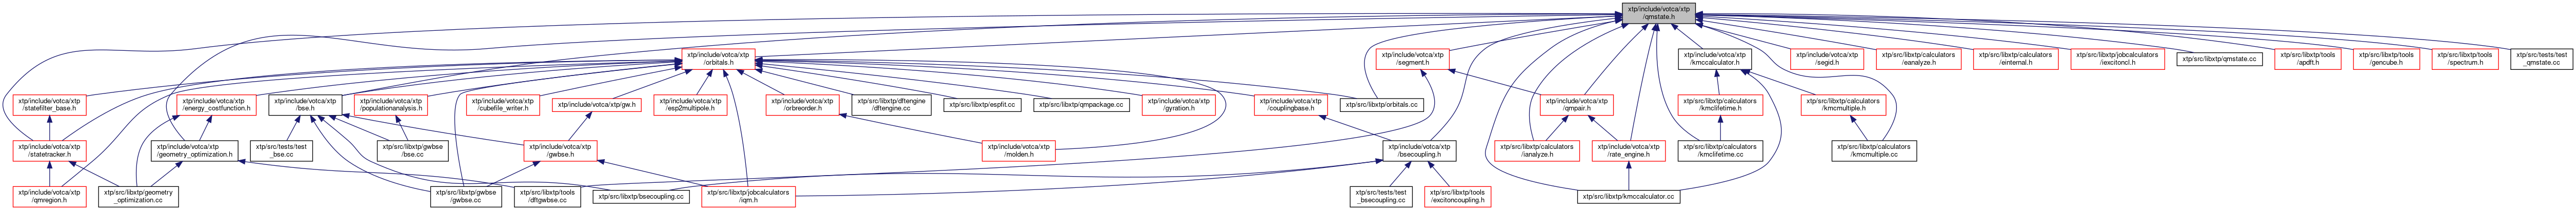 xtp/include/votca/xtp
/qmstate.h
xtp/include/votca/xtp
/orbitals.h
xtp/include/votca/xtp
/segment.h
xtp/include/votca/xtp
/kmccalculator.h
xtp/include/votca/xtp
/segid.h
xtp/src/libxtp/calculators
/eanalyze.h
xtp/src/libxtp/calculators
/einternal.h
xtp/src/libxtp/jobcalculators
/iexcitoncl.h
xtp/src/libxtp/qmstate.cc
xtp/src/libxtp/tools
/apdft.h
xtp/src/libxtp/tools
/gencube.h
xtp/src/libxtp/tools
/spectrum.h
xtp/src/tests/test
_qmstate.cc
xtp/include/votca/xtp
/statefilter_base.h
xtp/include/votca/xtp
/energy_costfunction.h
xtp/include/votca/xtp
/bse.h
xtp/include/votca/xtp
/populationanalysis.h
xtp/include/votca/xtp
/cubefile_writer.h
xtp/include/votca/xtp/gw.h
xtp/include/votca/xtp
/esp2multipole.h
xtp/include/votca/xtp
/orbreorder.h
xtp/src/libxtp/dftengine
/dftengine.cc
xtp/src/libxtp/espfit.cc
xtp/src/libxtp/qmpackage.cc
xtp/include/votca/xtp
/gyration.h
xtp/include/votca/xtp
/couplingbase.h
xtp/src/libxtp/orbitals.cc
xtp/include/votca/xtp
/qmpair.h
xtp/src/libxtp/calculators
/kmclifetime.h
xtp/src/libxtp/calculators
/kmcmultiple.h
xtp/include/votca/xtp
/statetracker.h
xtp/include/votca/xtp
/geometry_optimization.h
xtp/src/tests/test
_bse.cc
xtp/src/libxtp/gwbse
/bse.cc
xtp/include/votca/xtp
/gwbse.h
xtp/include/votca/xtp
/molden.h
xtp/include/votca/xtp
/bsecoupling.h
xtp/src/libxtp/calculators
/ianalyze.h
xtp/include/votca/xtp
/rate_engine.h
xtp/src/libxtp/calculators
/kmclifetime.cc
xtp/src/libxtp/calculators
/kmcmultiple.cc
xtp/include/votca/xtp
/qmregion.h
xtp/src/libxtp/geometry
_optimization.cc
xtp/src/libxtp/gwbse
/gwbse.cc
xtp/src/libxtp/tools
/dftgwbse.cc
xtp/src/libxtp/bsecoupling.cc
xtp/src/libxtp/jobcalculators
/iqm.h
xtp/src/tests/test
_bsecoupling.cc
xtp/src/libxtp/tools
/excitoncoupling.h
xtp/src/libxtp/kmccalculator.cc